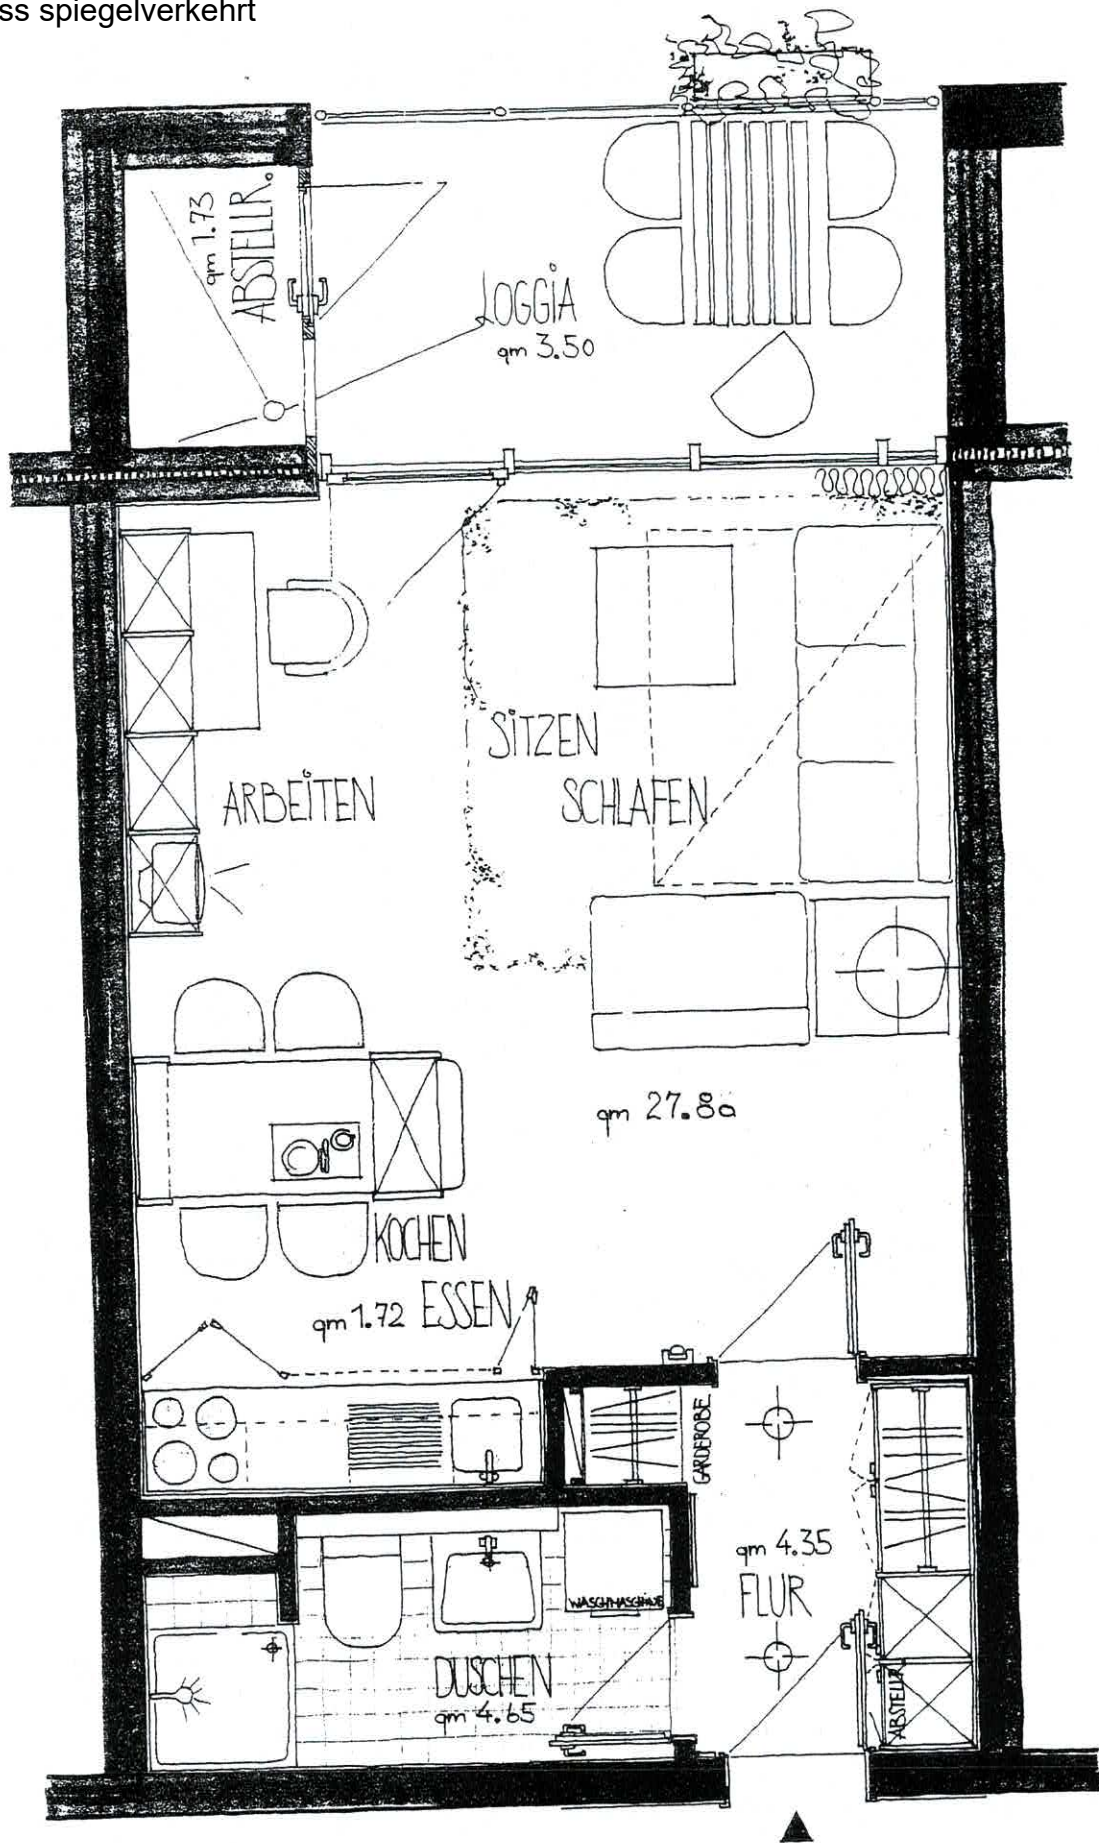 ss spiegelverkehrt
ABSTELLR.
qm 1.73
LOGGIA
qm 3.50
SITZEN
SCHLAFEN
ARBEITEN
qm 27.80
KOCHEN
qm 1.72 ESSEN
GARDEROBE
qm 4.35
FLUR
WASCHMASCHINE
DUSCHEN
qm 4.65
ABSTELLR.